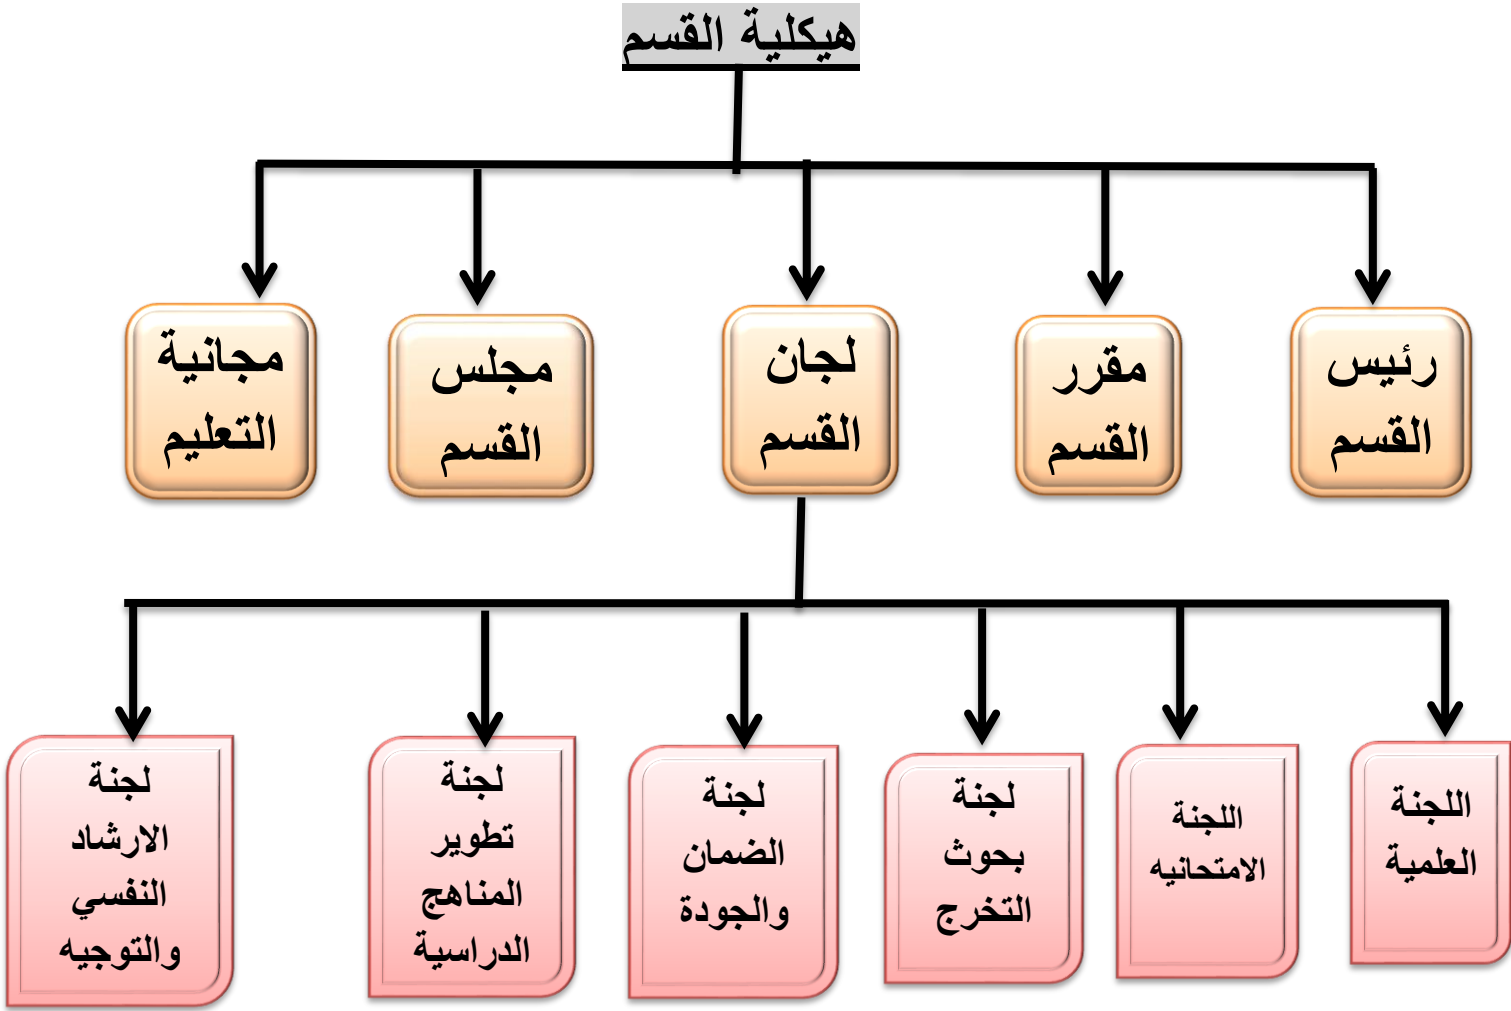 هيكلية القسم
رئيس
القسم
مقرر
القسم
لجان
القسم
مجلس
القسم
مجانية
التعليم
اللجنة
العلمية
اللجنة
الامتحانيه
لجنة
بحوث
التخرج
لجنة
الضمان
والجودة
لجنة
تطوير
المناهج
الدراسية
لجنة
الارشاد
النفسي
والتوجيه